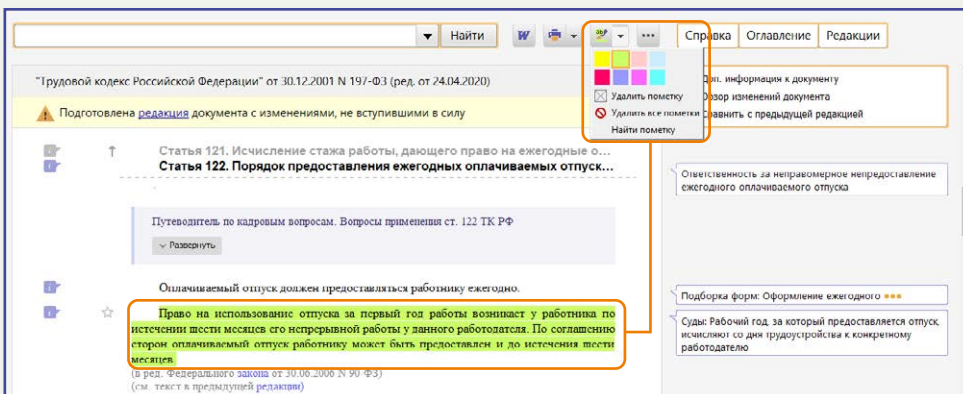 Найти
W
Справка Оглавление Редакции
"Трудовой кодекс Российской Федерации" от 30.12.2001 N 197-ФЗ (ред. от 24.04.2020)
Доп. информация к документу
Обзор изменений документа
Сравнить с предыдущей редакцией
Удалить пометку
Удалить все пометки
Найти пометку
Подготовлена редакция документа с изменениями, не вступившими в силу
Статья 121. Исчисление стажа работы, дающего право на ежегодные о...
Статья 122. Порядок предоставления ежегодных оплачиваемых отпуск...
Ответственность за неправомерное непредоставление
ежегодного оплачиваемого отпуска
Путеводитель по кадровым вопросам. Вопросы применения ст. 122 ТК РФ
Развернуть
Оплачиваемый отпуск должен предоставляться работнику ежегодно.
Подборка форм: Оформление ежегодного
Право на использование отпуска за первый год работы возникает у работника по
истечении шести месяцев его непрерывной работы у данного работодателя. По соглашению
сторон оплачиваемый отпуск работнику может быть предоставлен и до истечения шести
месяцев.
Суды: Рабочий год, за который предоставляется отпуск,
исчисляют со дня трудоустройства к конкретному
работодателю
(в ред. Федерального закона от 30.06.2006 N 90-ФЗ)
(см. текст в предыдущей редакции)